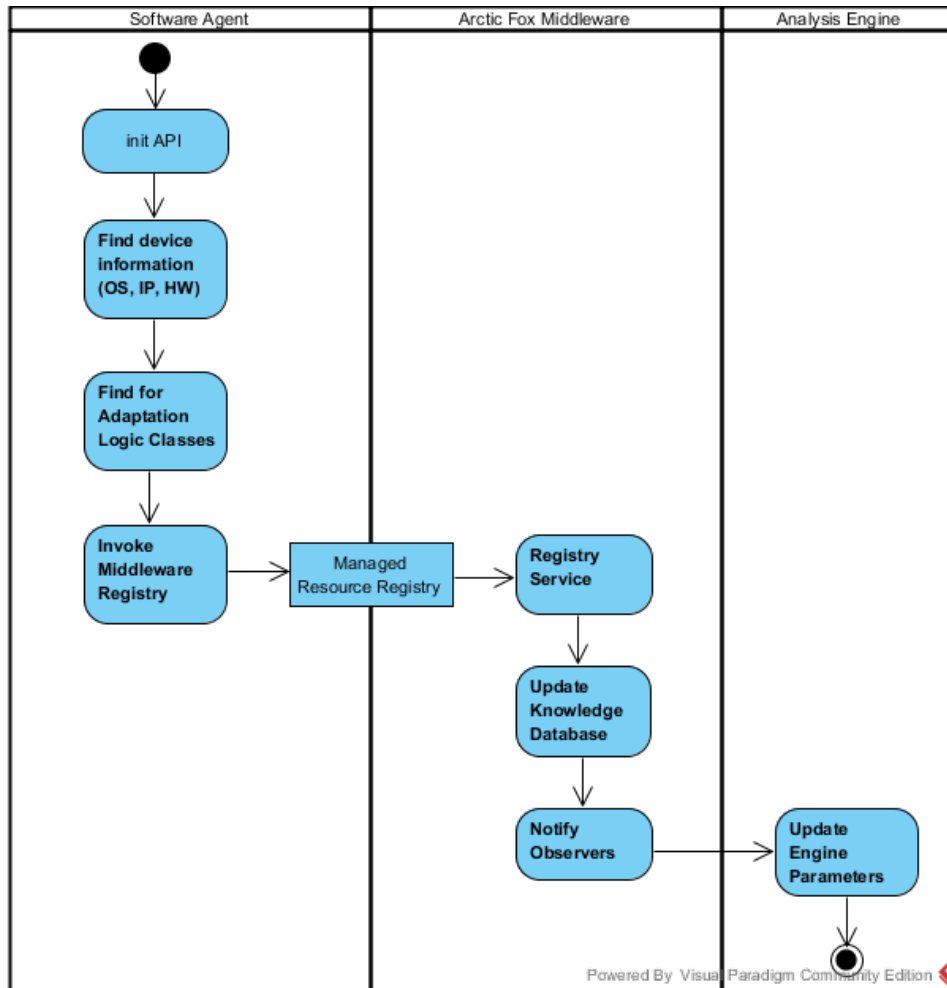 Software Agent
Arctic Fox Middleware
Analysis Engine
init API
Find device
information
(OS, IP, HW)
Find for
Adaptation
Logic Classes
Invoke
Middleware
Registry
Managed
Resource Registry
Registry
Service
Update
Knowledge
Database
Notify
Observers
Update
Engine
Parameters
Powered By Visual Paradigm Community Edition